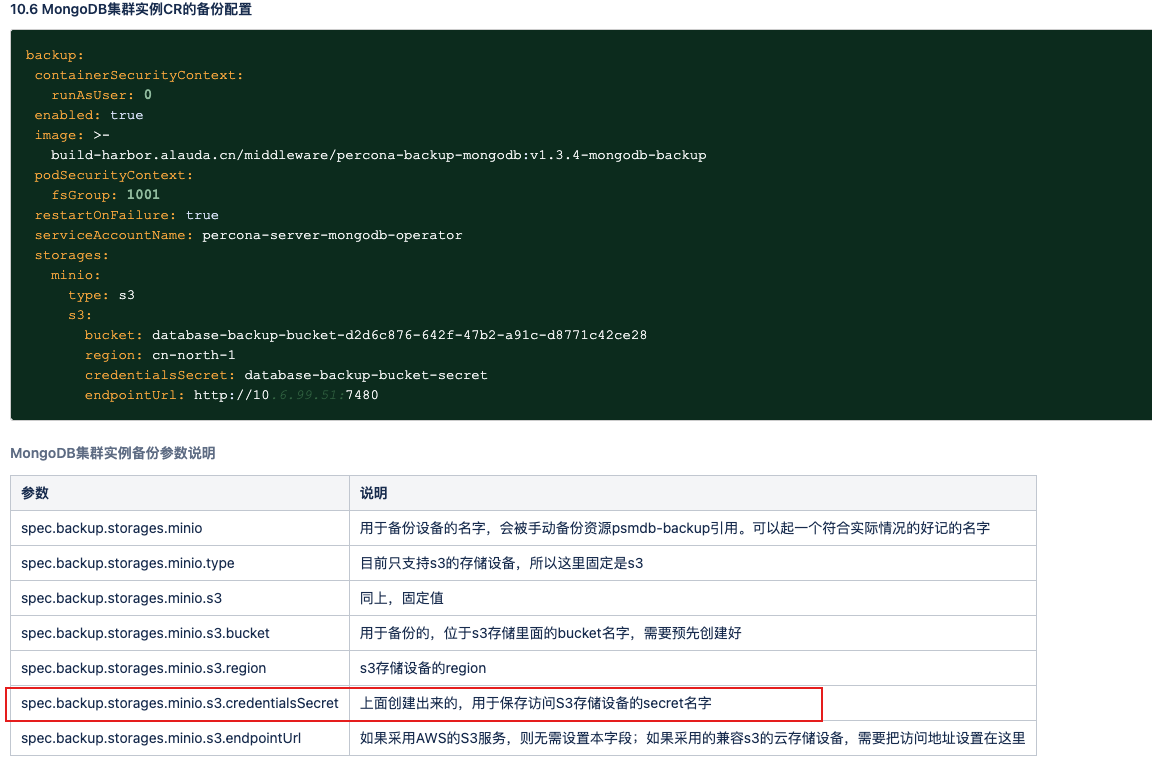 10.6 MongoDB集群实例CR的备份配置
backup:
containerSecurityContext:
runAsUser: 0
enabled: true
image: >-
build-harbor.alauda.cn/middleware/percona-backup-mongodb:v1.3.4-mongodb-backup
podSecurityContext:
fsGroup: 1001
restartOnFailure: true
serviceAccountName: percona-server-mongodb-operator
storages:
minio:
type: s3
s3:
bucket: database-backup-bucket-d2d6c876-642f-47b2-a91c-d8771c42ce28
region: cn-north-1
credentialsSecret: database-backup-bucket-secret
endpointUrl: http://10.6.99.51:7480
MongoDB集群实例备份参数说明
参数 说明
spec.backup.storages.minio 用于备份设备的名字，会被手动备份资源psmdb-backup引用。可以起一个符合实际情况的好记的名字
spec.backup.storages.minio.type 目前只支持s3的存储设备，所以这里固定是s3
spec.backup.storages.minio.s3 同上，固定值
spec.backup.storages.minio.s3.bucket 用于备份的，位于s3存储里面的bucket名字，需要预先创建好
spec.backup.storages.minio.s3.region s3存储设备的region
spec.backup.storages.minio.s3.credentialsSecret 上面创建出来的，用于保存访问S3存储设备的secret名字
spec.backup.storages.minio.s3.endpointUrl 如果采用AWS的S3服务，则无需设置本字段；如果采用的兼容s3的云存储设备，需要把访问地址设置在这里